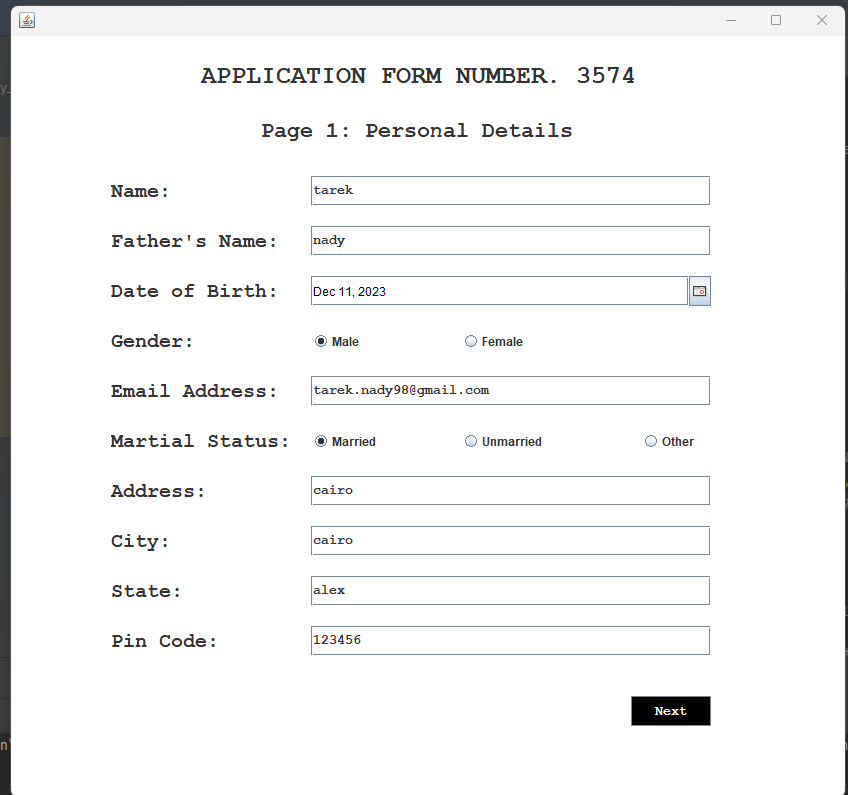 APPLICATION FORM NUMBER. 3574
Page 1: Personal Details
Name: tarek
Father's Name: nady
Date of Birth: Dec 11, 2023
Gender: Male Female
Email Address: tarek.nady98@gmail.com
Martial Status: Married Unmarried Other
Address: cairo
City: cairo
State: alex
Pin Code: 123456
Next